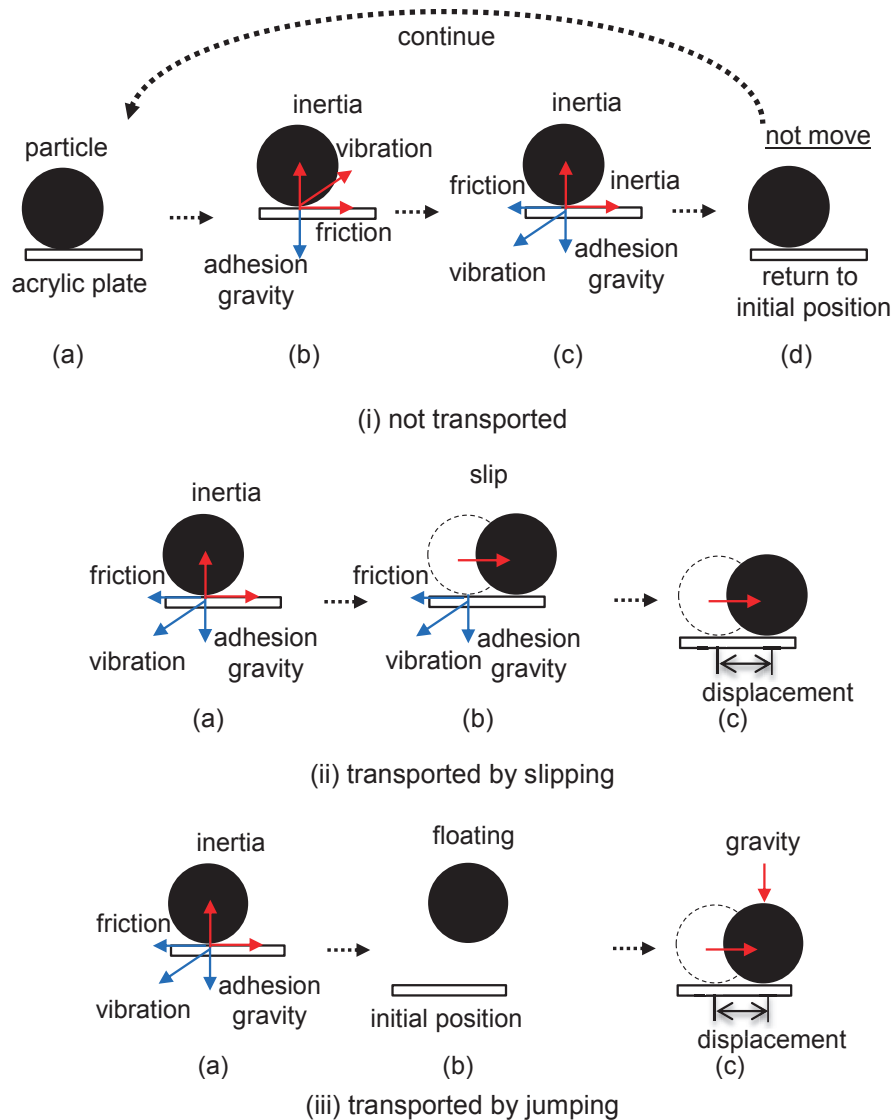 continue
particle
acrylic plate
(a)
inertia
vibration
friction
adhesion
gravity
(b)
inertia
friction
inertia
vibration
adhesion
gravity
(c)
not move
return to
initial position
(d)
(i) not transported
inertia
friction
vibration
adhesion
gravity
(a)
slip
friction
vibration
adhesion
gravity
(b)
displacement
(c)
(ii) transported by slipping
inertia
friction
vibration
adhesion
gravity
(a)
floating
initial position
(b)
gravity
displacement
(c)
(iii) transported by jumping